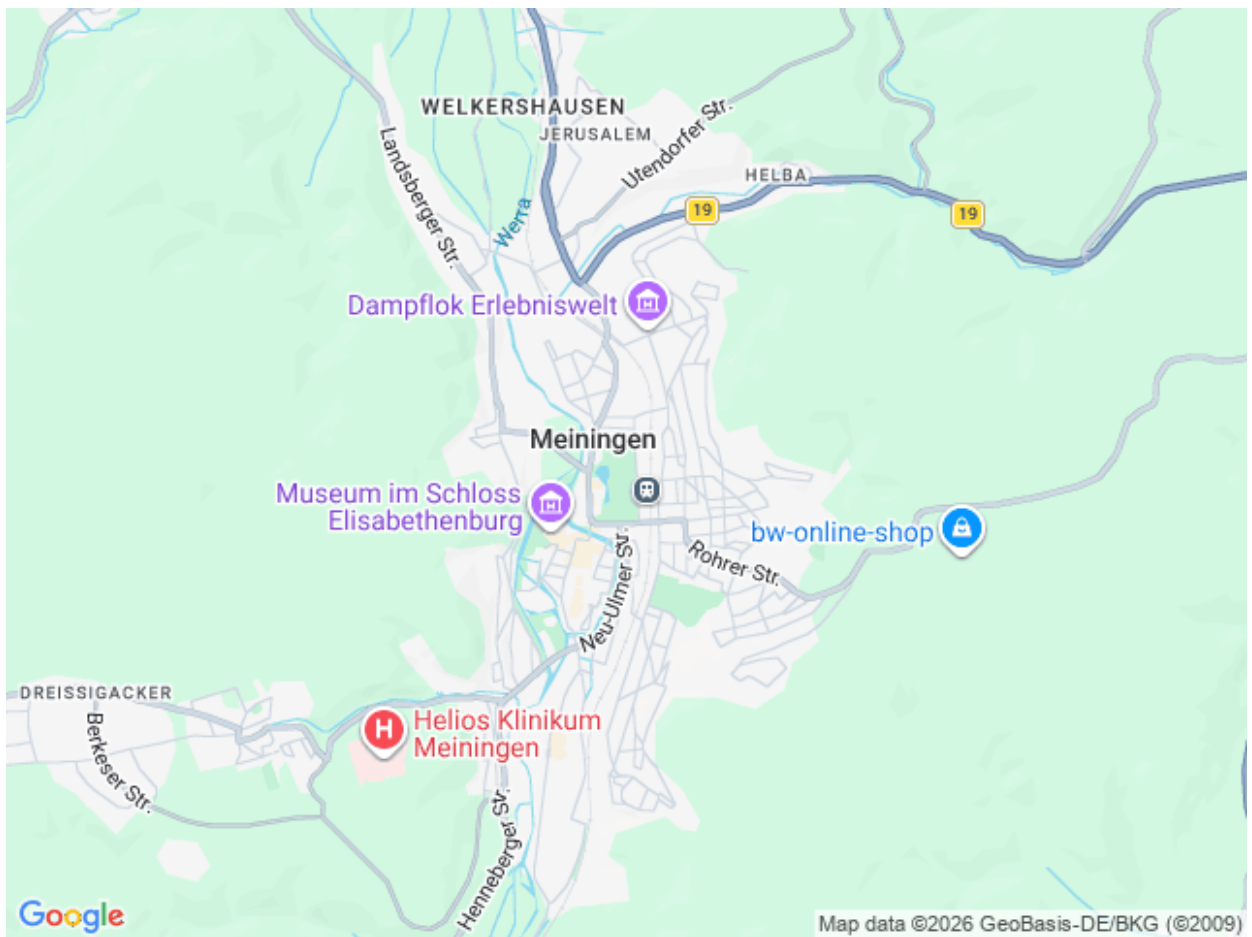 WELKERSHAUSEN
JERUSALEM
Utendorfer Str.
HELBA
Landsberger Str.
Werra
19
19
Dampflok Erlebniswelt
Meiningen
Museum im Schloss
Elisabethenburg
bw-online-shop
Rohrer Str.
Neu-Ulmer Str.
DREISSIGACKER
Berkeser Str.
H
Helios Klinikum
Meiningen
Henneberger Str.
Google
Map data ©2026 GeoBasis-DE/BKG (©2009)